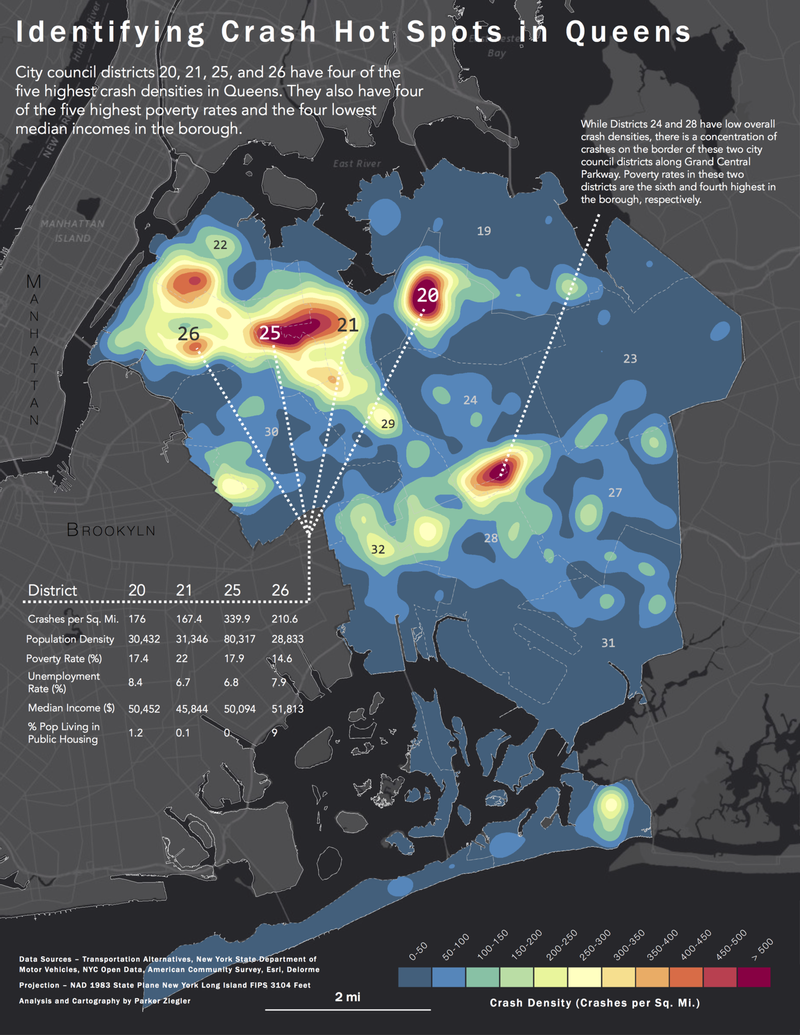 Identifying Crash Hot Spots in Queens
City council districts 20, 21, 25, and 26 have four of the
five highest crash densities in Queens. They also have four
of the five highest poverty rates and the four lowest
median incomes in the borough.
While Districts 24 and 28 have low overall
crash densities, there is a concentration of
crashes on the border of these two city
council districts along Grand Central
Parkway. Poverty rates in these two
districts are the sixth and fourth highest in
the borough, respectively.
Bay
East River
MANHATTAN
ISLAND
MANHATTAN
19
22
20
26
25
21
23
24
29
30
27
28
32
31
BROOKYLN
District 20 21 25 26
Crashes per Sq. Mi. 176 167.4 339.9 210.6
Population Density 30,432 31,346 80,317 28,833
Poverty Rate (%) 17.4 22 17.9 14.6
Unemployment
Rate (%) 8.4 6.7 6.8 7.9
Median Income ($) 50,452 45,844 50,094 51,813
% Pop Living in
Public Housing 1.2 0.1 0 9
Data Sources – Transportation Alternatives, New York State Department of
Motor Vehicles, NYC Open Data, American Community Survey, Esri, Delorme
Projection – NAD 1983 State Plane New York Long Island FIPS 3104 Feet
Analysis and Cartography by Parker Ziegler
2 mi
0-50 50-100 100-150 150-200 200-250 250-300 300-350 350-400 400-450 450-500 > 500
Crash Density (Crashes per Sq. Mi.)